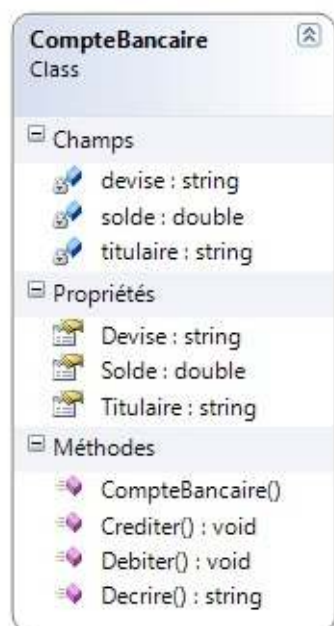 CompteBancaire
Class
Champs
devise : string
solde : double
titulaire : string
Propriétés
Devise : string
Solde : double
Titulaire : string
Méthodes
CompteBancaire()
Crediter() : void
Debiter() : void
Decrire() : string